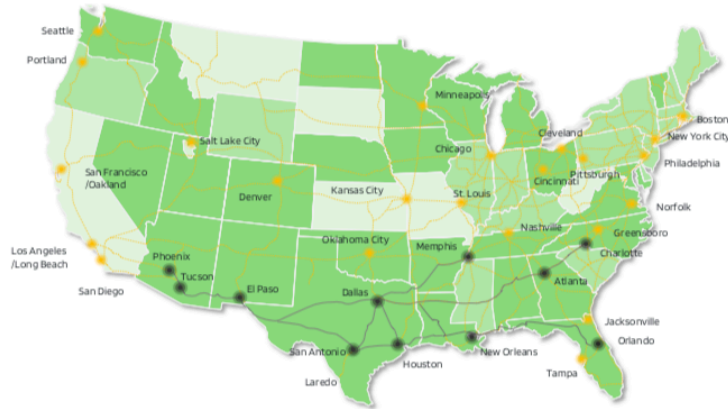 Seattle
Portland
Minneapolis
Boston
New York City
Cleveland
Salt Lake City
Chicago
Philadelphia
San Francisco
/Oakland
Pittsburgh
Cincinnati
Kansas City
St. Louis
Denver
Norfolk
Nashville
Greensboro
Oklahoma City
Memphis
Charlotte
Los Angeles
/Long Beach
Phoenix
Tucson
Atlanta
San Diego
El Paso
Dallas
Jacksonville
Orlando
San Antonio
New Orleans
Houston
Tampa
Laredo